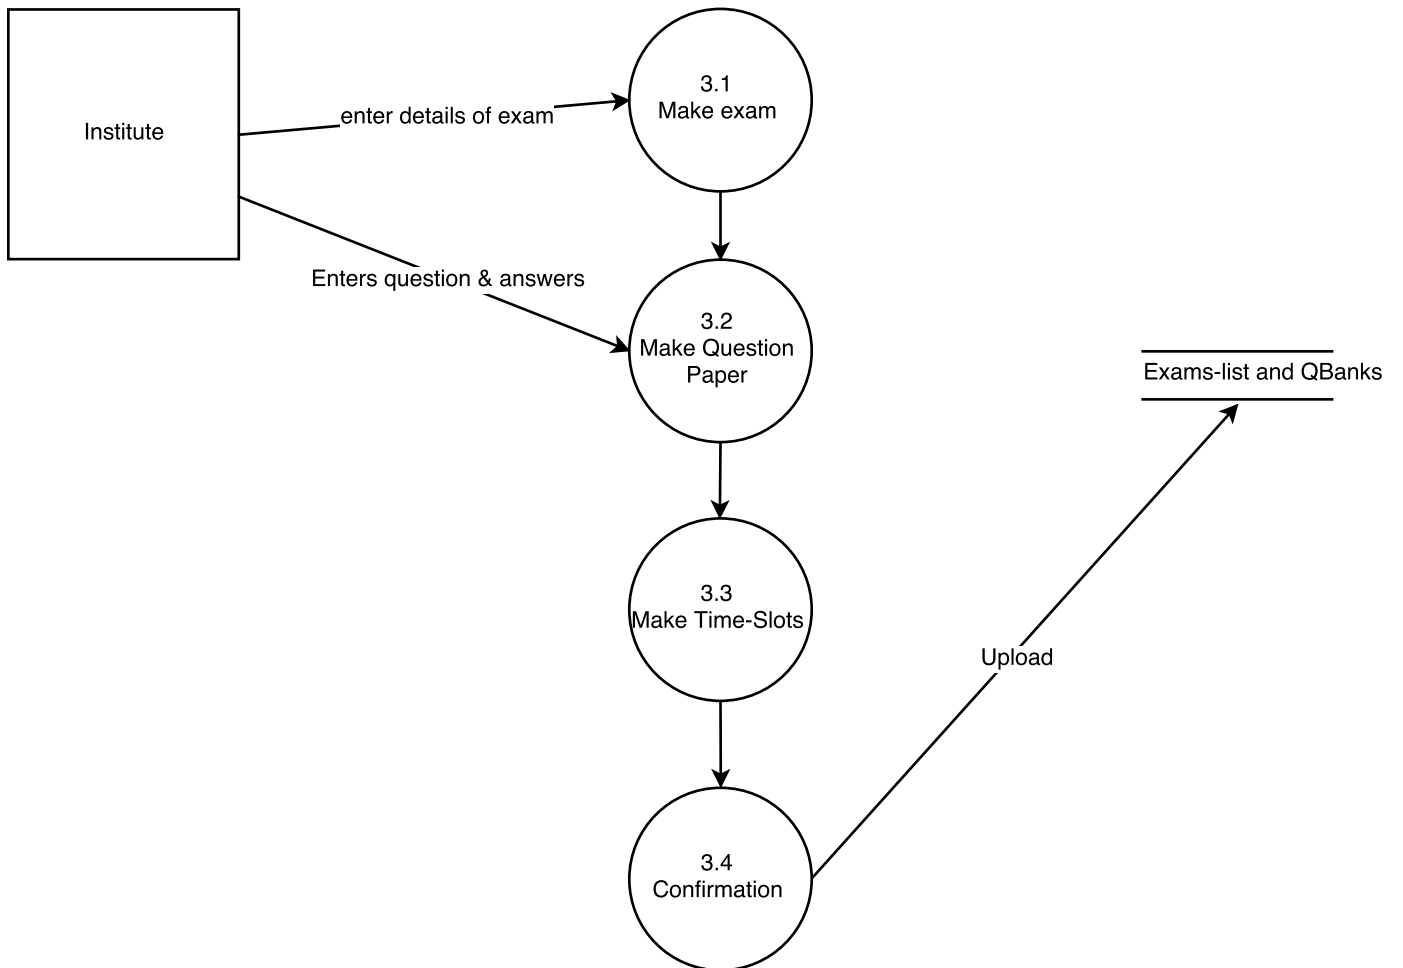 3.1
Make exam
Institute
enter details of exam
Enters question & answers
3.2
Make Question
Paper
Exams-list and QBanks
3.3
Make Time-Slots
Upload
3.4
Confirmation